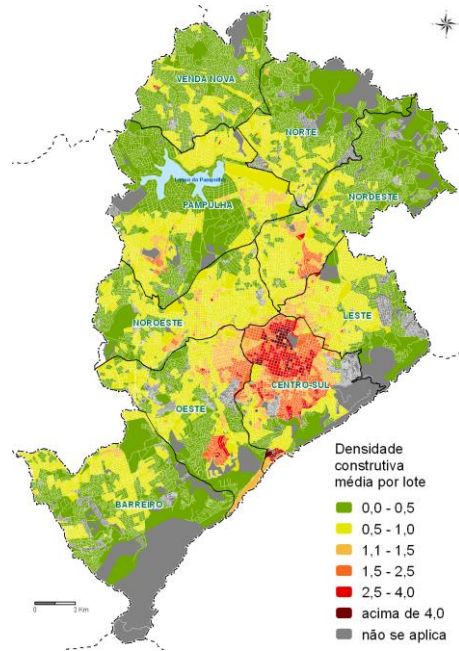 VENDA NOVA
NORTE
NORDESTE
Lagoa da Pampulha
PAMPULHA
NOROESTE
LESTE
CENTRO-SUL
OESTE
BARREIRO
Densidade
construtiva
média por lote
0,0 - 0,5
0,5 - 1,0
1,1 - 1,5
1,5 - 2,5
2,5 - 4,0
acima de 4,0
não se aplica
0 2 Km